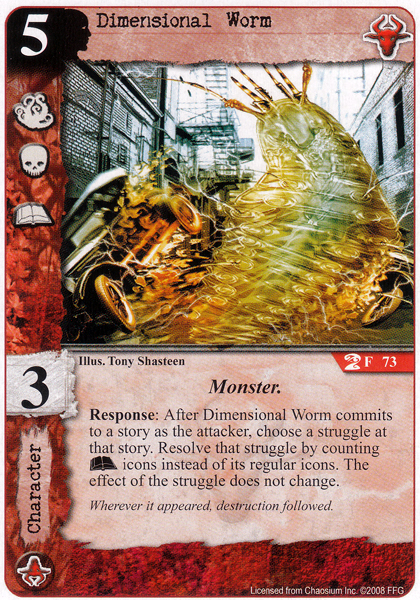 5
Dimensional Worm
Illus. Tony Shasteen
F 73
3
Monster.
Response: After Dimensional Worm commits
to a story as the attacker, choose a struggle at
that story. Resolve that struggle by counting
icons instead of its regular icons. The
effect of the struggle does not change.
Wherever it appeared, destruction followed.
Character
Licensed from Chaosium Inc. ©2008 FFG